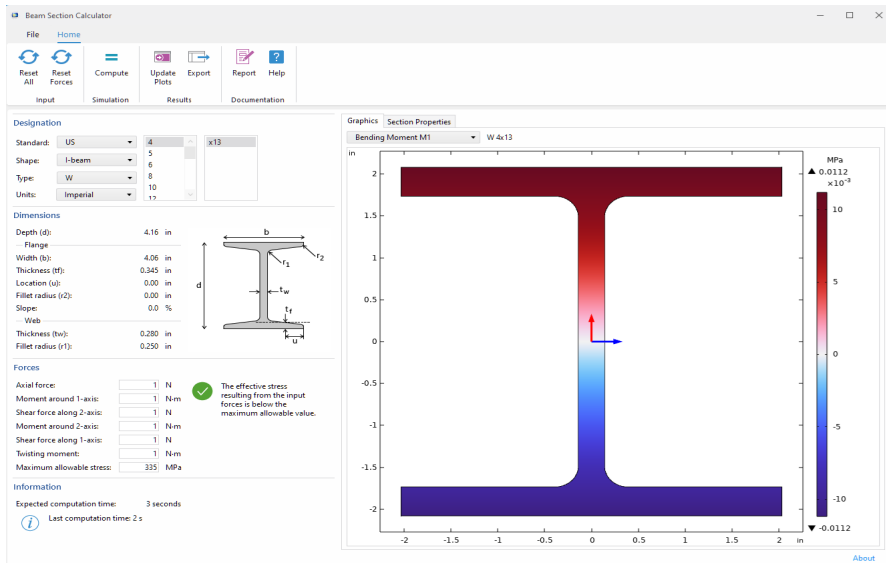 Beam Section Calculator
File Home
Reset All
Reset Forces
Compute
Update Plots
Export
Report
Help
Input
Simulation
Results
Documentation
Designation
Standard: US
Shape: I-beam
Type: W
Units: Imperial
4
5
6
8
10
12
x13
Dimensions
Depth (d): 4.16 in
Flange
Width (b): 4.06 in
Thickness (tf): 0.345 in
Location (u): 0.00 in
Fillet radius (r2): 0.00 in
Slope: 0.0 %
Web
Thickness (tw): 0.280 in
Fillet radius (r1): 0.250 in
b
r1
r2
d
tw
tf
u
Forces
Axial force: 1 N
Moment around 1-axis: 1 N·m
Shear force along 2-axis: 1 N
Moment around 2-axis: 1 N·m
Shear force along 1-axis: 1 N
Twisting moment: 1 N·m
Maximum allowable stress: 335 MPa
The effective stress
resulting from the input
forces is below the
maximum allowable value.
Information
Expected computation time: 3 seconds
i
Last computation time: 2 s
Graphics Section Properties
Bending Moment M1 W 4x13
in
2
1.5
1
0.5
0
-0.5
-1
-1.5
-2
-2 -1.5 -1 -0.5 0 0.5 1 1.5 2 in
MPa
▲ 0.0112
×10⁻³
10
5
0
-5
-10
▼ -0.0112
About